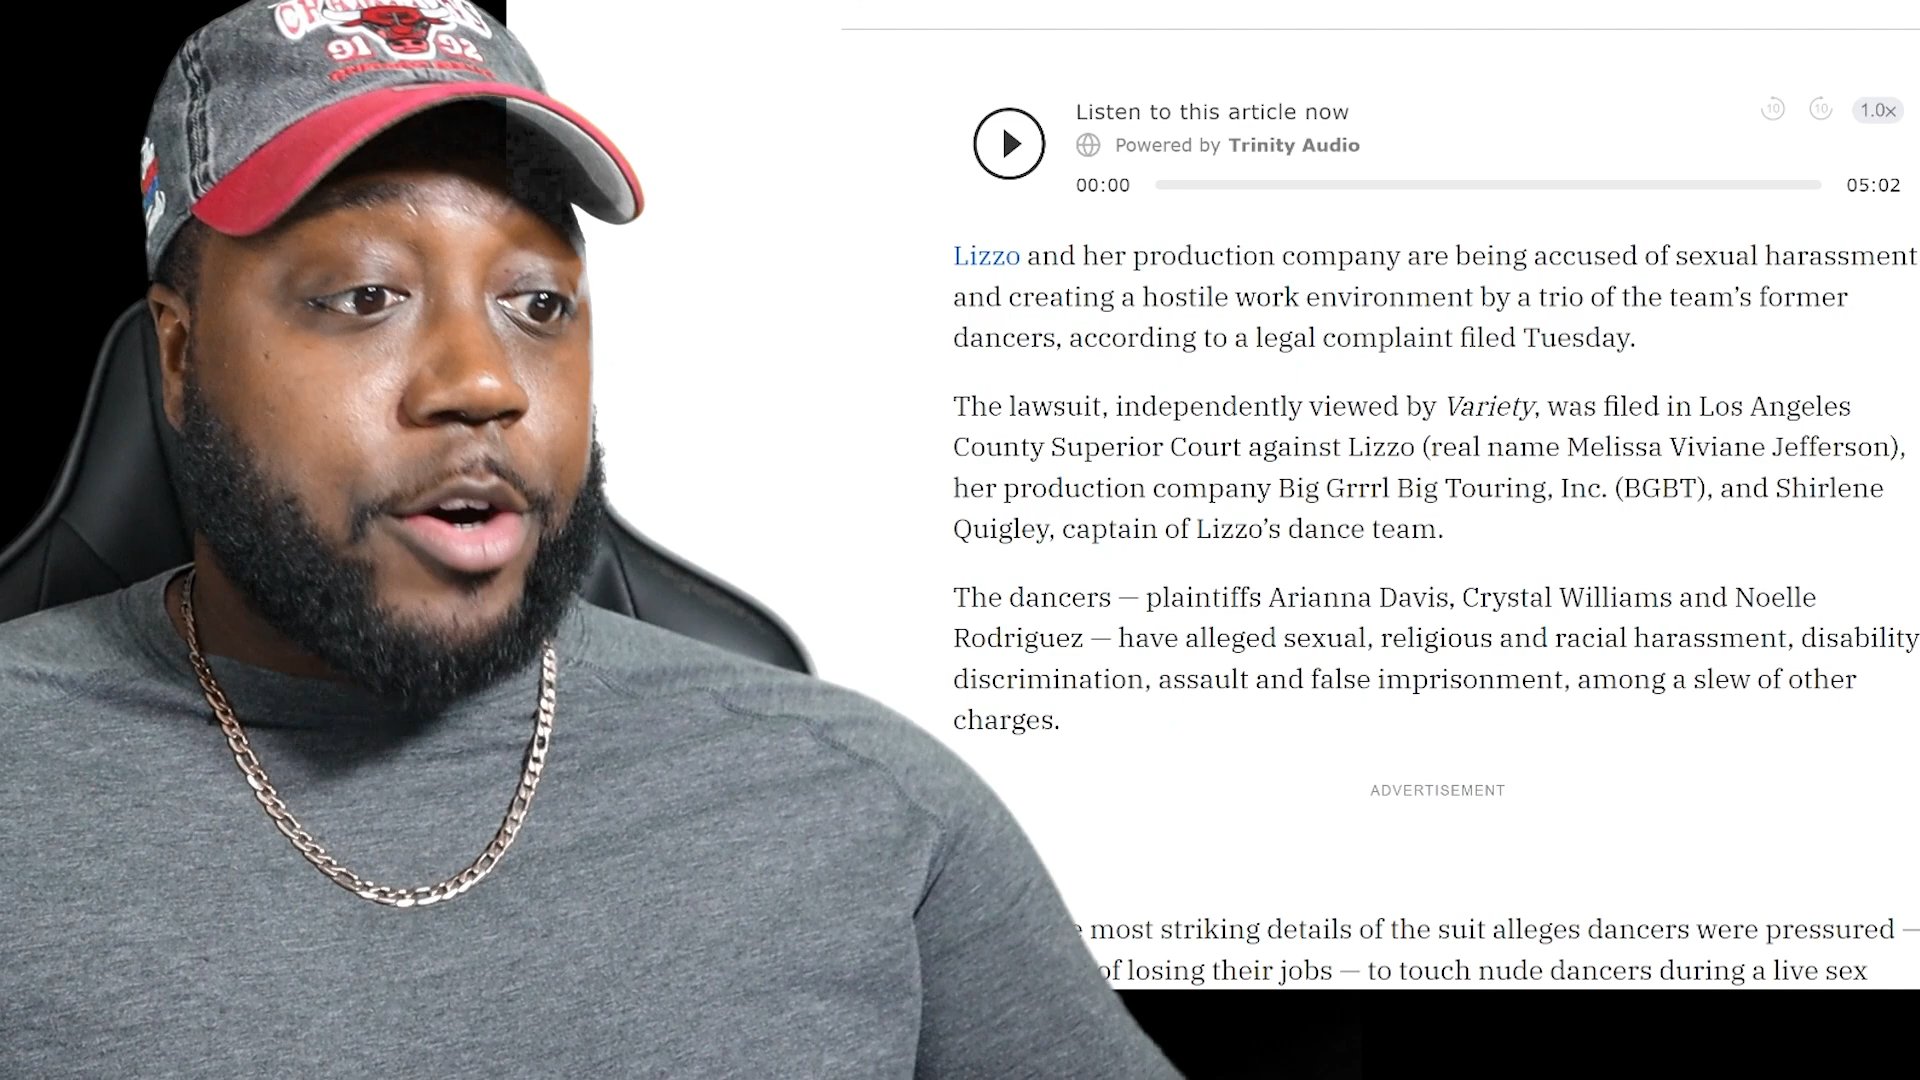 91 92
Listen to this article now
10
10
1.0x
Powered by Trinity Audio
00:00
05:02
Lizzo and her production company are being accused of sexual harassment
and creating a hostile work environment by a trio of the team’s former
dancers, according to a legal complaint filed Tuesday.
The lawsuit, independently viewed by Variety, was filed in Los Angeles
County Superior Court against Lizzo (real name Melissa Viviane Jefferson),
her production company Big Grrrl Big Touring, Inc. (BGBT), and Shirlene
Quigley, captain of Lizzo’s dance team.
The dancers — plaintiffs Arianna Davis, Crystal Williams and Noelle
Rodriguez — have alleged sexual, religious and racial harassment, disability
discrimination, assault and false imprisonment, among a slew of other
charges.
ADVERTISEMENT
most striking details of the suit alleges dancers were pressured —
of losing their jobs — to touch nude dancers during a live sex